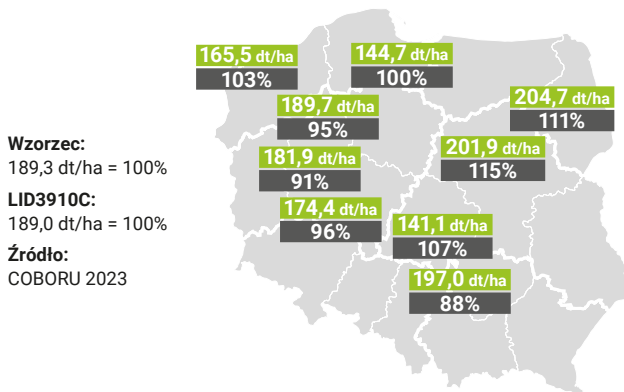 165,5 dt/ha
103%
144,7 dt/ha
100%
204,7 dt/ha
111%
189,7 dt/ha
95%
201,9 dt/ha
115%
181,9 dt/ha
91%
174,4 dt/ha
96%
141,1 dt/ha
107%
197,0 dt/ha
88%
Wzorzec:
189,3 dt/ha = 100%
LID3910C:
189,0 dt/ha = 100%
Źródło:
COBORU 2023